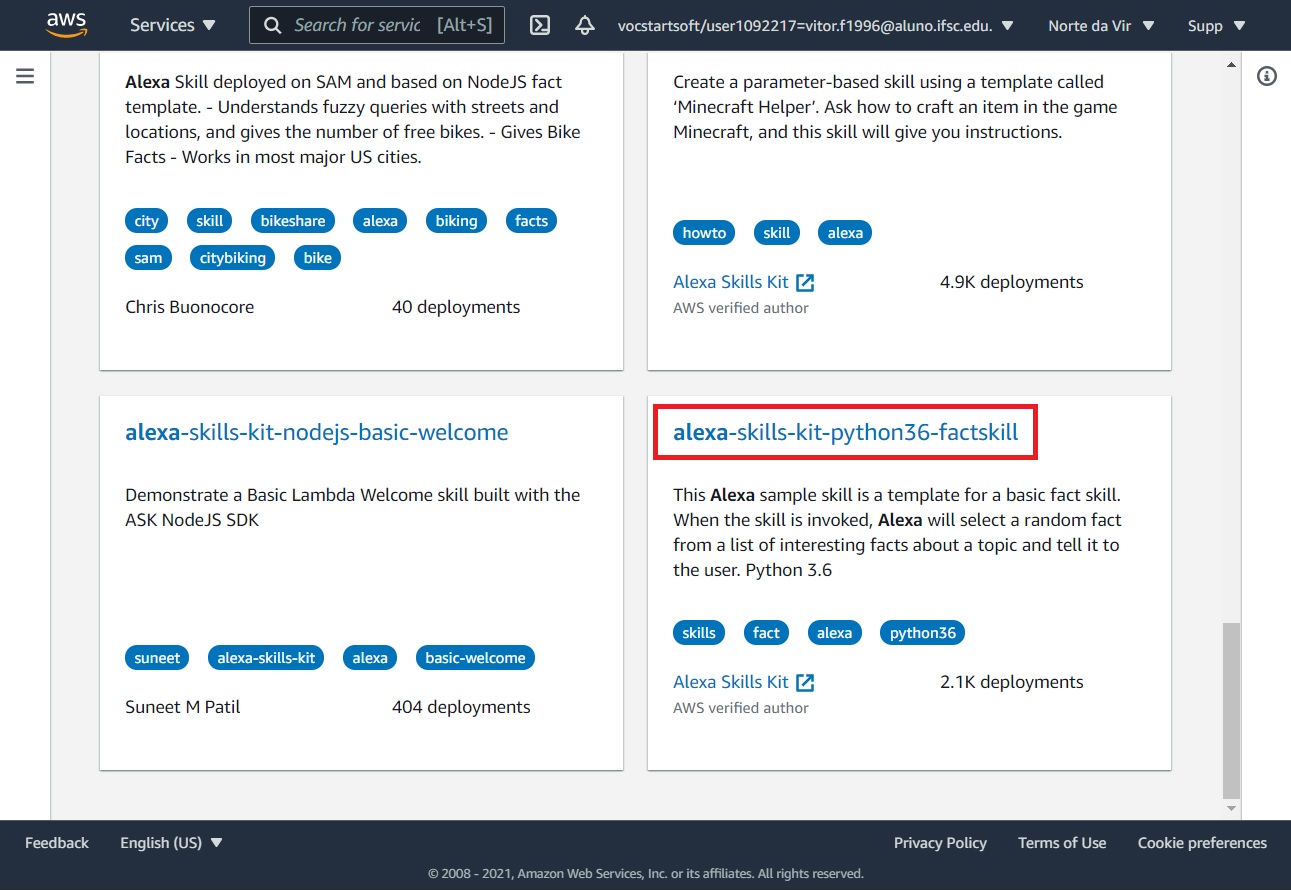 aws
Services
Search for servic [Alt+S]
vocstartsoft/user1092217=vitor.f1996@aluno.ifsc.edu.
Norte da Vir
Supp
Alexa Skill deployed on SAM and based on NodeJS fact
template. - Understands fuzzy queries with streets and
locations, and gives the number of free bikes. - Gives Bike
Facts - Works in most major US cities.
city skill bikeshare alexa biking facts
sam citybiking bike
Chris Buonocore 40 deployments
Create a parameter-based skill using a template called
‘Minecraft Helper’. Ask how to craft an item in the game
Minecraft, and this skill will give you instructions.
howto skill alexa
Alexa Skills Kit 4.9K deployments
AWS verified author
alexa-skills-kit-nodejs-basic-welcome
Demonstrate a Basic Lambda Welcome skill built with the
ASK NodeJS SDK
suneet alexa-skills-kit alexa basic-welcome
Suneet M Patil 404 deployments
alexa-skills-kit-python36-factskill
This Alexa sample skill is a template for a basic fact skill.
When the skill is invoked, Alexa will select a random fact
from a list of interesting facts about a topic and tell it to
the user. Python 3.6
skills fact alexa python36
Alexa Skills Kit 2.1K deployments
AWS verified author
Feedback English (US) Privacy Policy Terms of Use Cookie preferences
© 2008 - 2021, Amazon Web Services, Inc. or its affiliates. All rights reserved.